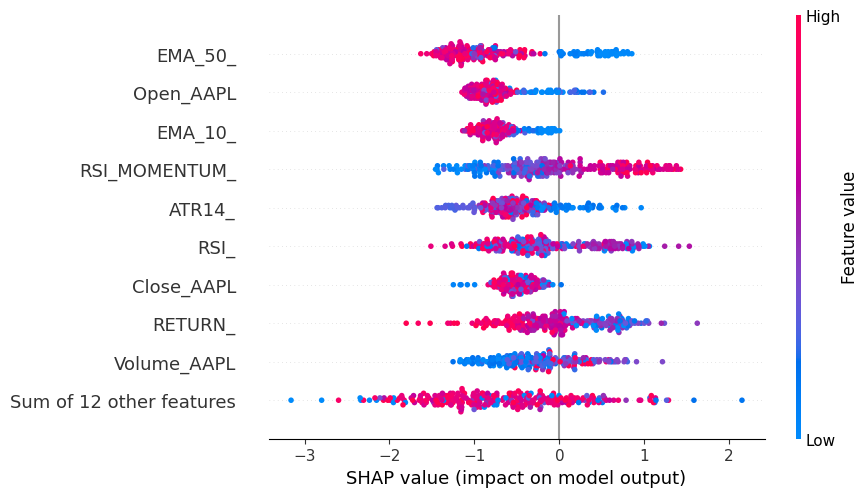 High
EMA_50_
Open_AAPL
EMA_10_
RSI_MOMENTUM_
ATR14_
RSI_
Close_AAPL
RETURN_
Volume_AAPL
Sum of 12 other features
Feature value
Low
−3 −2 −1 0 1 2
SHAP value (impact on model output)